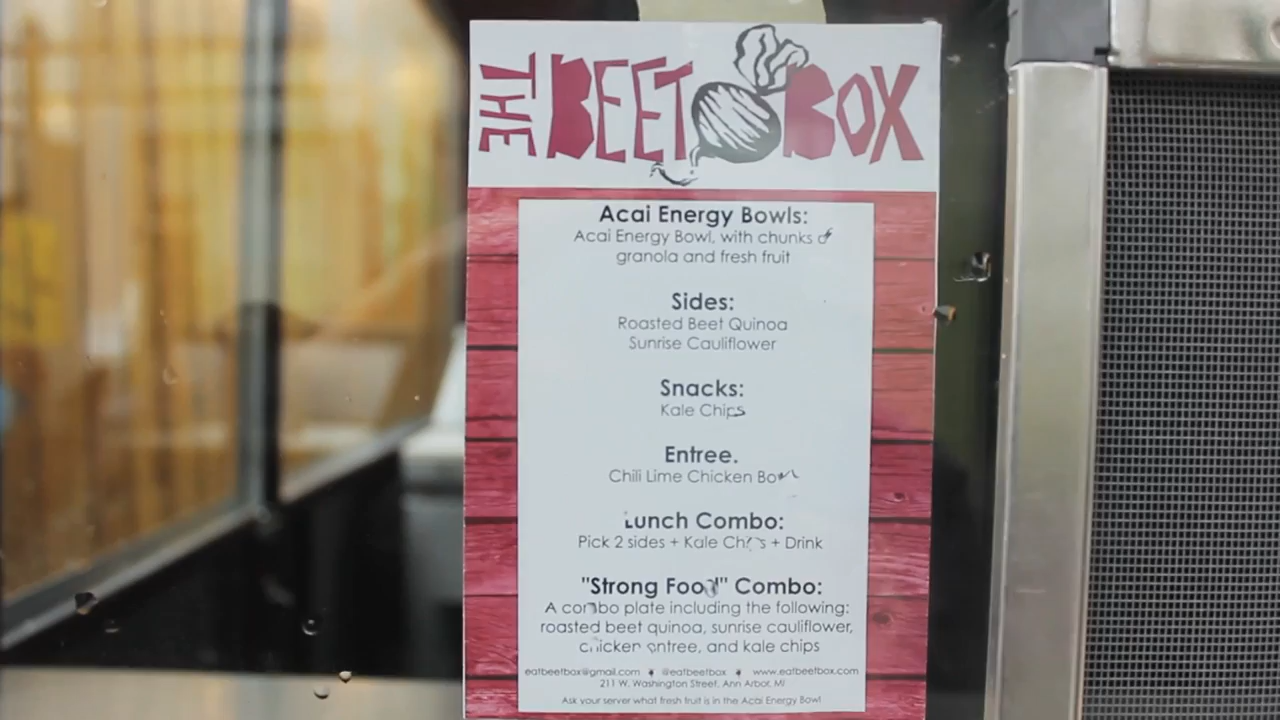 THE BEET BOX
Acai Energy Bowls:
Acai Energy Bowl, with chunks of
granola and fresh fruit
Sides:
Roasted Beet Quinoa
Sunrise Cauliflower
Snacks:
Kale Chips
Entree.
Chili Lime Chicken Bowl
Lunch Combo:
Pick 2 sides + Kale Chips + Drink
"Strong Food" Combo:
A combo plate including the following:
roasted beet quinoa, sunrise cauliflower,
chicken entree, and kale chips
eatbeetbox@gmail.com @eatbeetbox www.eatbeetbox.com
211 W. Washington Street, Ann Arbor, MI
Ask your server what fresh fruit is in the Acai Energy Bowl